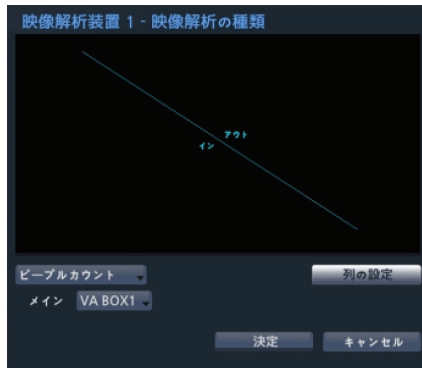 映像解析装置 1 - 映像解析の種類
アウト
イン
ピープルカウント
列の設定
メイン VA BOX1
決定 キャンセル